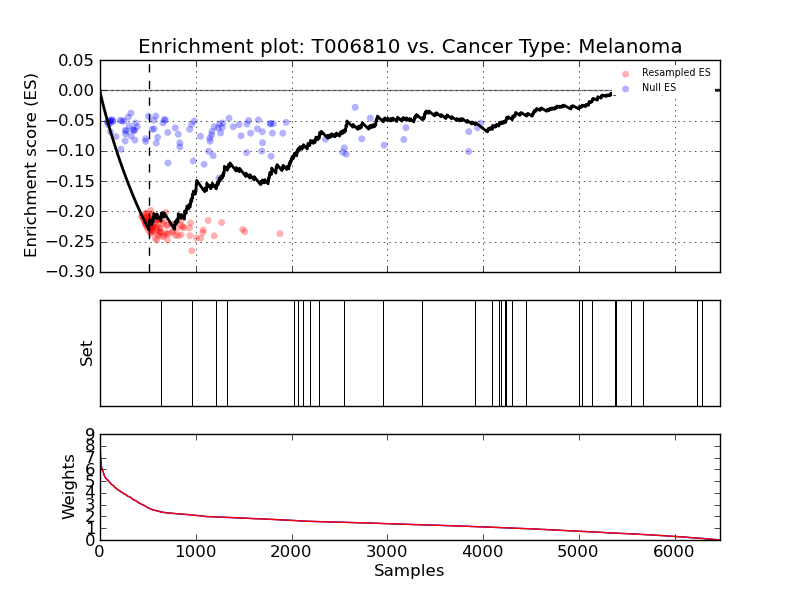 Enrichment plot: T006810 vs. Cancer Type: Melanoma
0.05
0.00
−0.05
−0.10
−0.15
−0.20
−0.25
−0.30
Enrichment score (ES)
Resampled ES
Null ES
Set
9
8
7
6
5
4
3
2
1
0
Weights
0 1000 2000 3000 4000 5000 6000
Samples